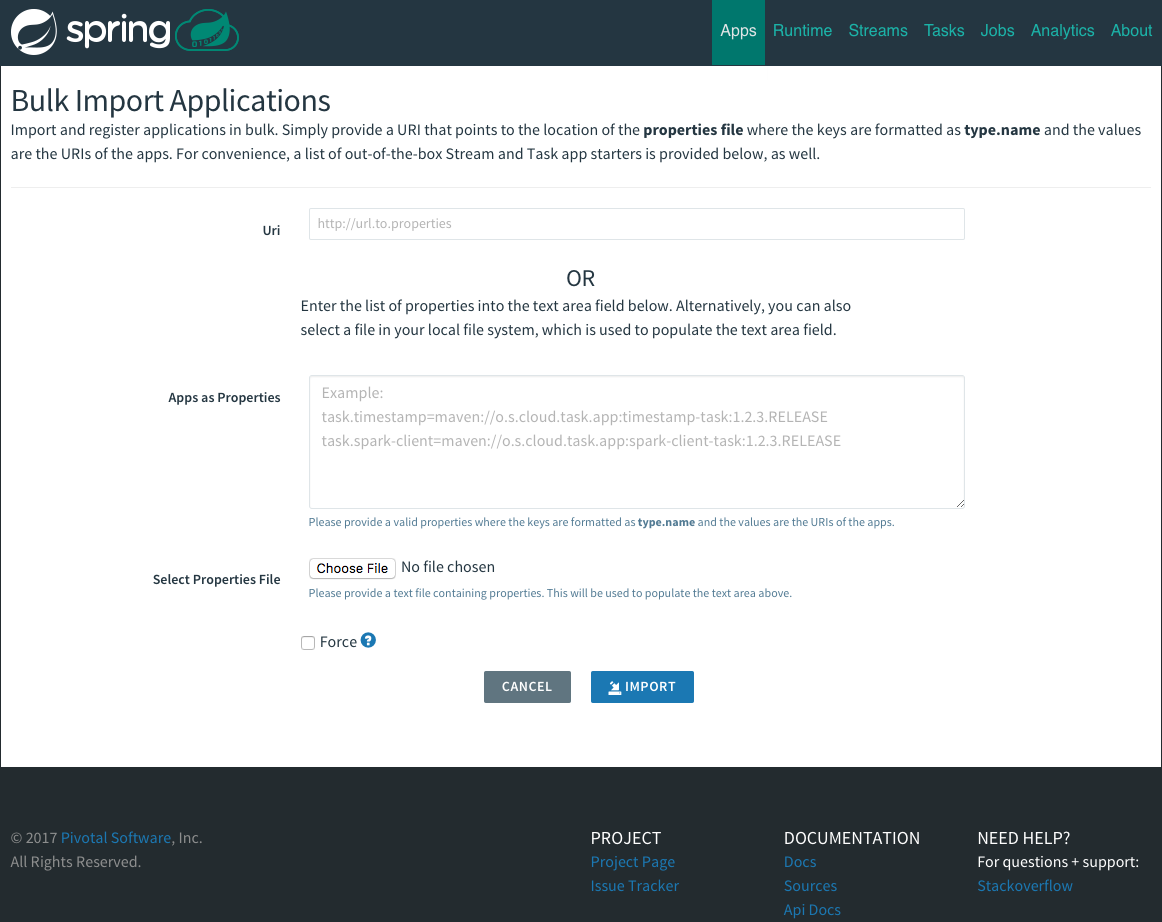 spring
Apps Runtime Streams Tasks Jobs Analytics About
Bulk Import Applications
Import and register applications in bulk. Simply provide a URI that points to the location of the properties file where the keys are formatted as type.name and the values
are the URIs of the apps. For convenience, a list of out-of-the-box Stream and Task app starters is provided below, as well.
Uri
http://url.to.properties
OR
Enter the list of properties into the text area field below. Alternatively, you can also
select a file in your local file system, which is used to populate the text area field.
Apps as Properties
Example:
task.timestamp=maven://o.s.cloud.task.app:timestamp-task:1.2.3.RELEASE
task.spark-client=maven://o.s.cloud.task.app:spark-client-task:1.2.3.RELEASE
Please provide a valid properties where the keys are formatted as type.name and the values are the URIs of the apps.
Select Properties File
Choose File No file chosen
Please provide a text file containing properties. This will be used to populate the text area above.
Force ?
CANCEL
IMPORT
© 2017 Pivotal Software, Inc.
All Rights Reserved.
PROJECT
Project Page
Issue Tracker
DOCUMENTATION
Docs
Sources
Api Docs
NEED HELP?
For questions + support:
Stackoverflow